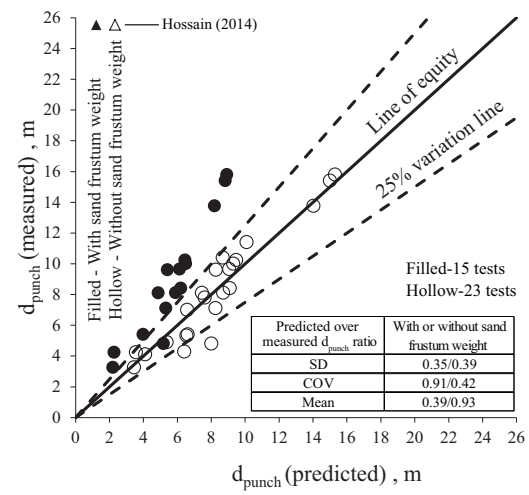 26
24
22
20
18
16
14
12
10
8
6
4
2
0
d_punch (measured) , m
Hossain (2014)
Filled - With sand frustum weight
Hollow - Without sand frustum weight
Line of equity
25% variation line
Filled-15 tests
Hollow-23 tests
Predicted over measured d_punch ratio
With or without sand frustum weight
SD 0.35/0.39
COV 0.91/0.42
Mean 0.39/0.93
0 2 4 6 8 10 12 14 16 18 20 22 24 26
d_punch (predicted) , m